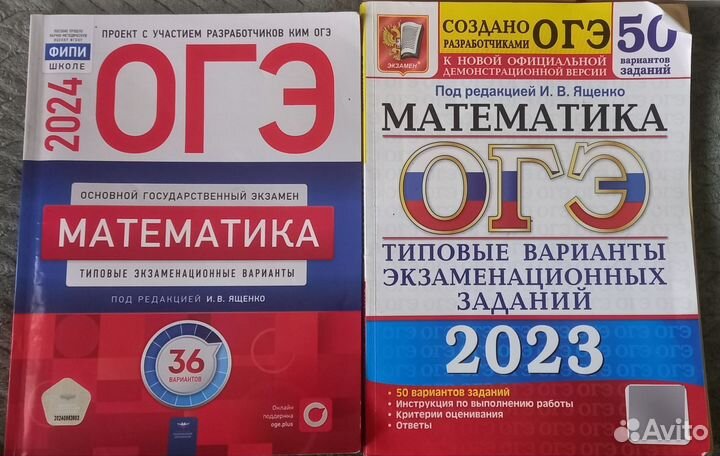 ПРОЕКТ С УЧАСТИЕМ РАЗРАБОТЧИКОВ КИМ ОГЭ
ФИПИ
ШКОЛЕ
2024
ОГЭ
ОСНОВНОЙ ГОСУДАРСТВЕННЫЙ ЭКЗАМЕН
МАТЕМАТИКА
ТИПОВЫЕ ЭКЗАМЕНАЦИОННЫЕ ВАРИАНТЫ
ПОД РЕДАКЦИЕЙ И.В. ЯЩЕНКО
36
ВАРИАНТОВ
Онлайн
поддержка
oge.plus
СОЗДАНО
РАЗРАБОТЧИКАМИ ОГЭ
К НОВОЙ ОФИЦИАЛЬНОЙ
ДЕМОНСТРАЦИОННОЙ ВЕРСИИ
50
вариантов
заданий
ЭКЗАМЕН
Под редакцией И. В. Ященко
МАТЕМАТИКА
ОГЭ
ТИПОВЫЕ ВАРИАНТЫ
ЭКЗАМЕНАЦИОННЫХ
ЗАДАНИЙ
2023
• 50 вариантов заданий
• Инструкция по выполнению работы
• Критерии оценивания
• Ответы
Avito